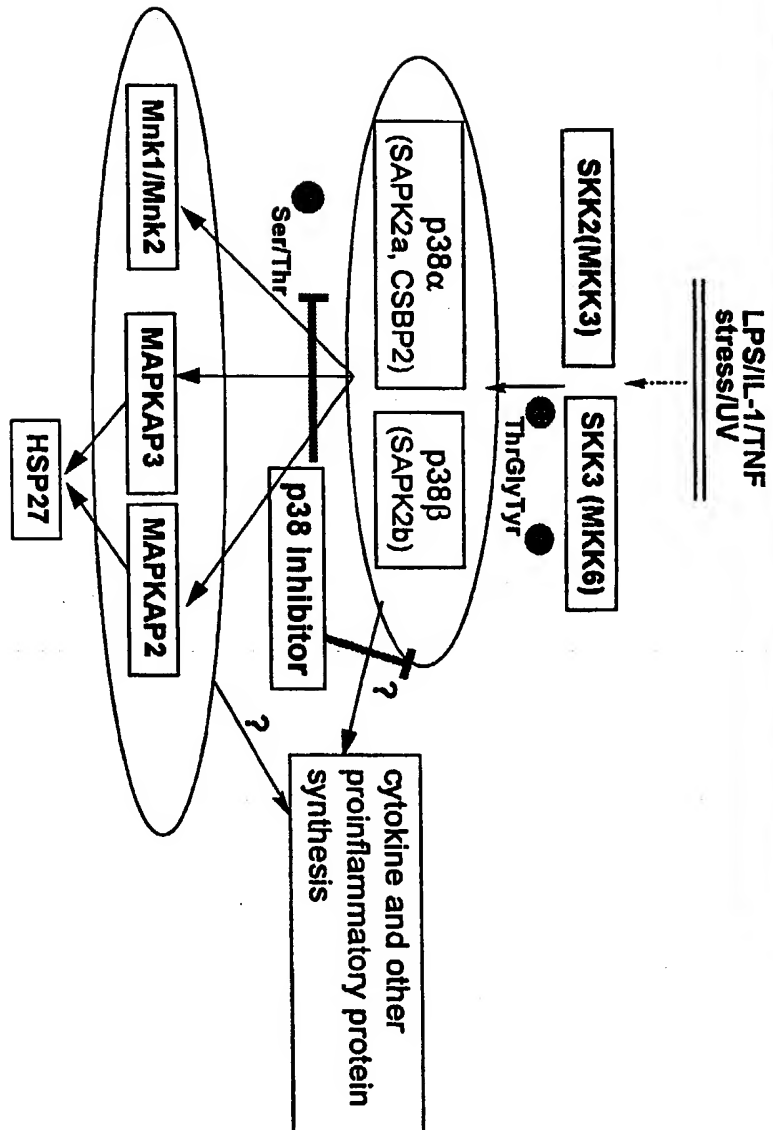 LPS/IL-1/TNF
stress/UV
SKK2(MKK3)
SKK3 (MKK6)
ThrGlyTyr
p38α
(SAPK2a, CSBP2)
p38β
(SAPK2b)
?
p38 inhibitor
Ser/Thr
cytokine and other
proinflammatory protein
synthesis
?
Mnk1/Mnk2
MAPKAP3
MAPKAP2
HSP27